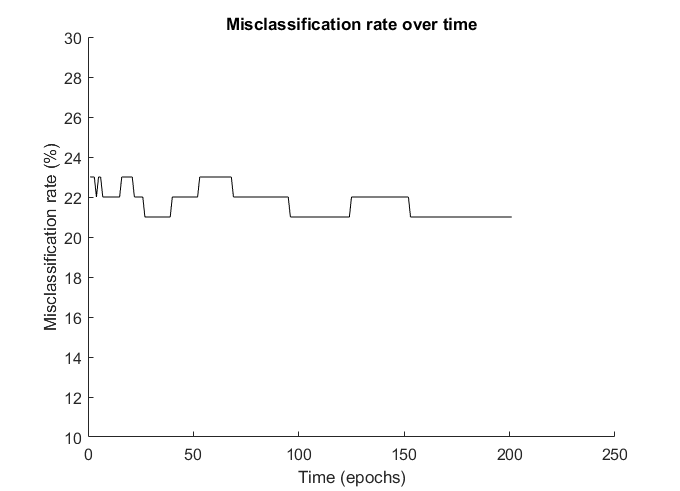 Misclassification rate over time
Misclassification rate (%)
30
28
26
24
22
20
18
16
14
12
10
0 50 100 150 200 250
Time (epochs)